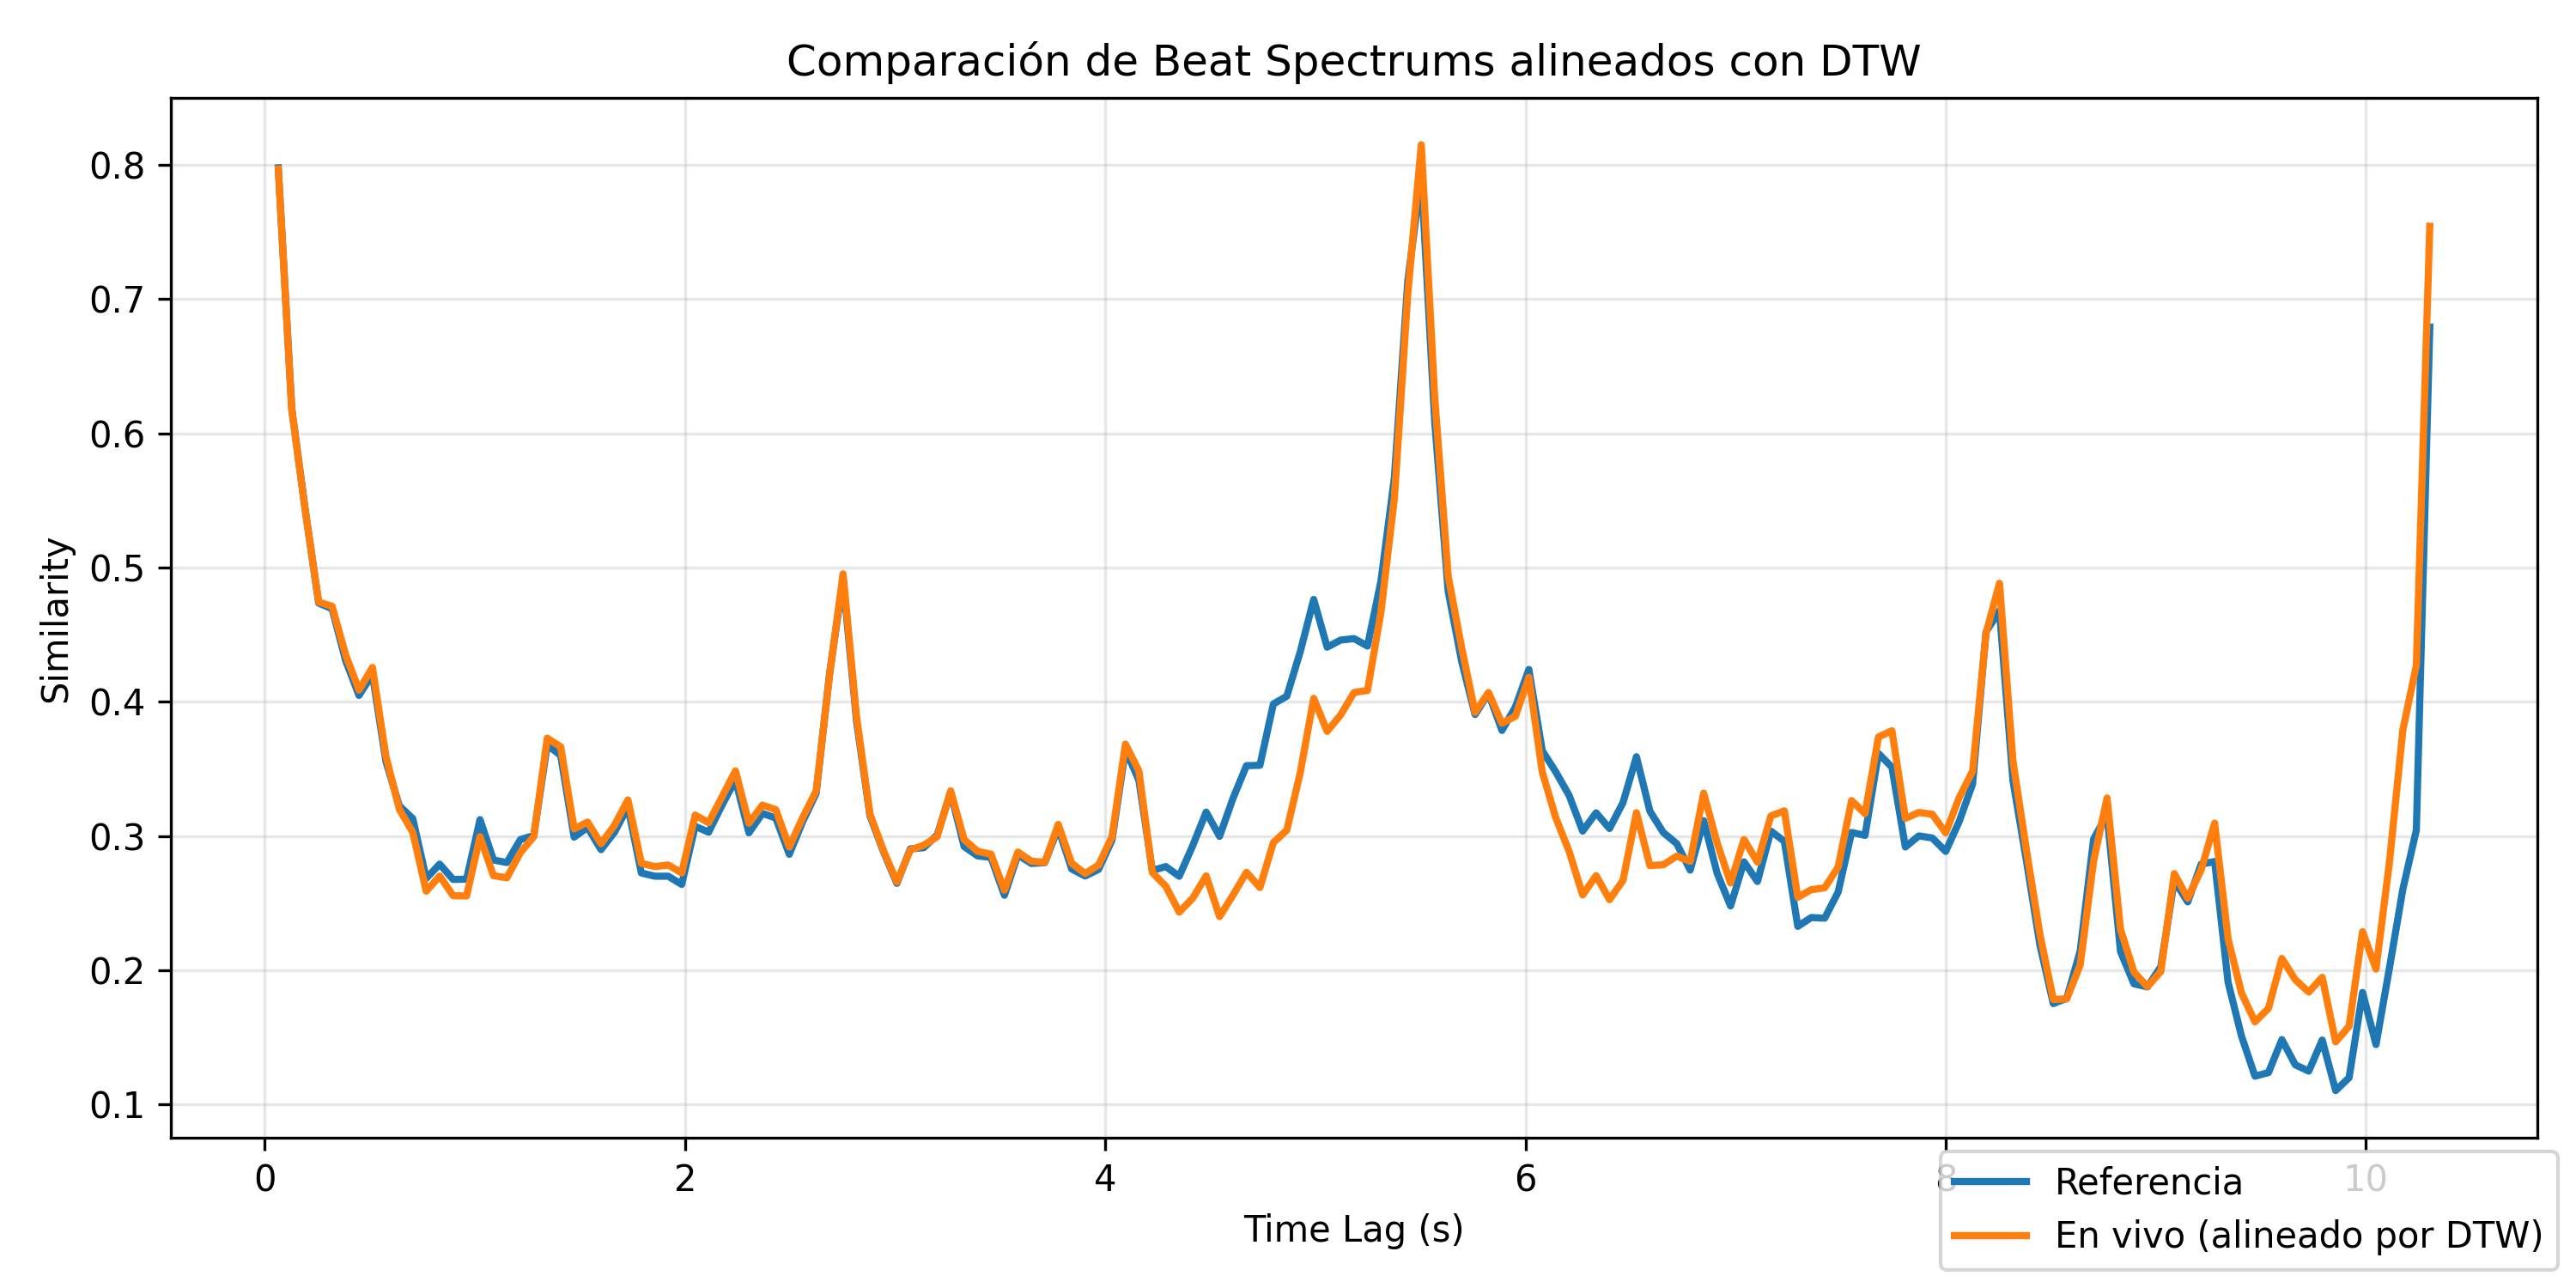 Comparación de Beat Spectrums alineados con DTW
Similarity
0.8
0.7
0.6
0.5
0.4
0.3
0.2
0.1
0 2 4 6 8 10
Time Lag (s)
Referencia
En vivo (alineado por DTW)